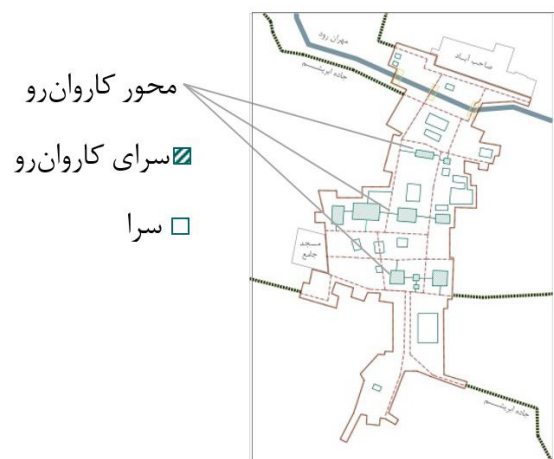 محور کاروان‌رو
سرای کاروان‌رو
سرا
مهران رود
صاحب آباد
جاده ابریشم
مسجد
جامع
جاده ابریشم